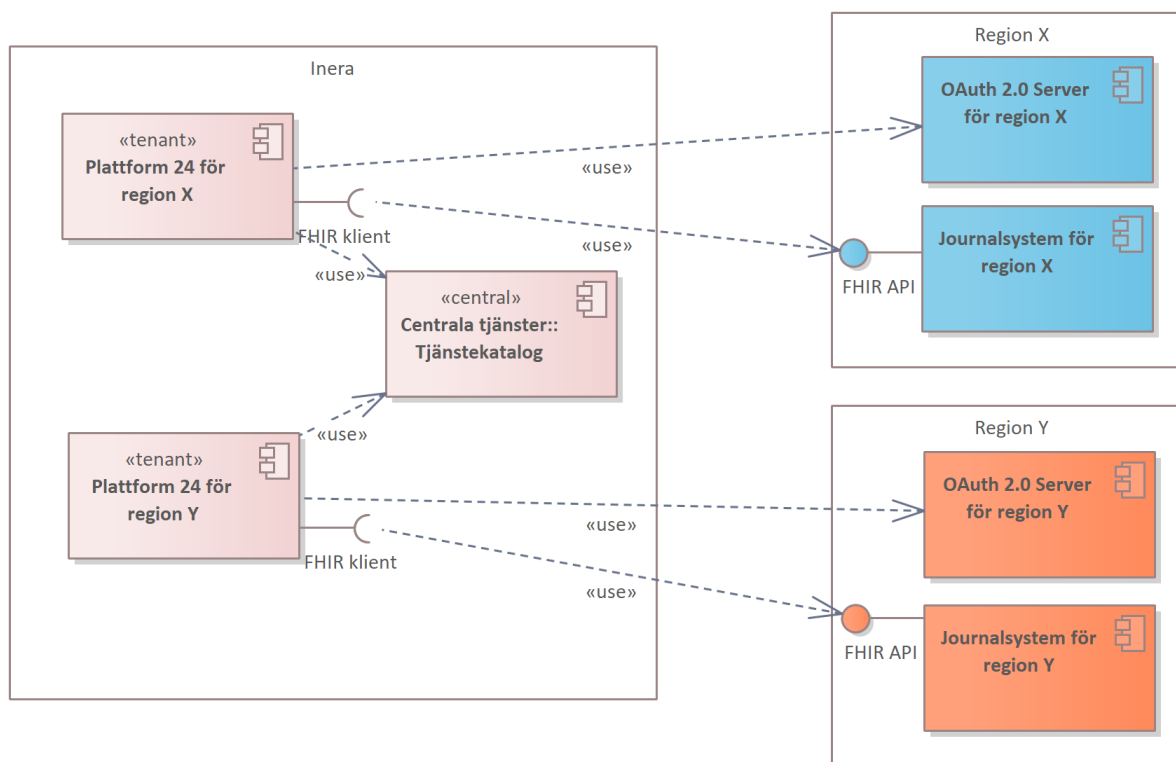 Inera
«tenant»
Plattform 24 för
region X
FHIR klient
«use»
«use»
«use»
«central»
Centrala tjänster::
Tjänstekatalog
«use»
«tenant»
Plattform 24 för
region Y
FHIR klient
«use»
«use»
Region X
OAuth 2.0 Server
för region X
Journalsystem för
region X
FHIR API
Region Y
OAuth 2.0 Server
för region Y
Journalsystem för
region Y
FHIR API